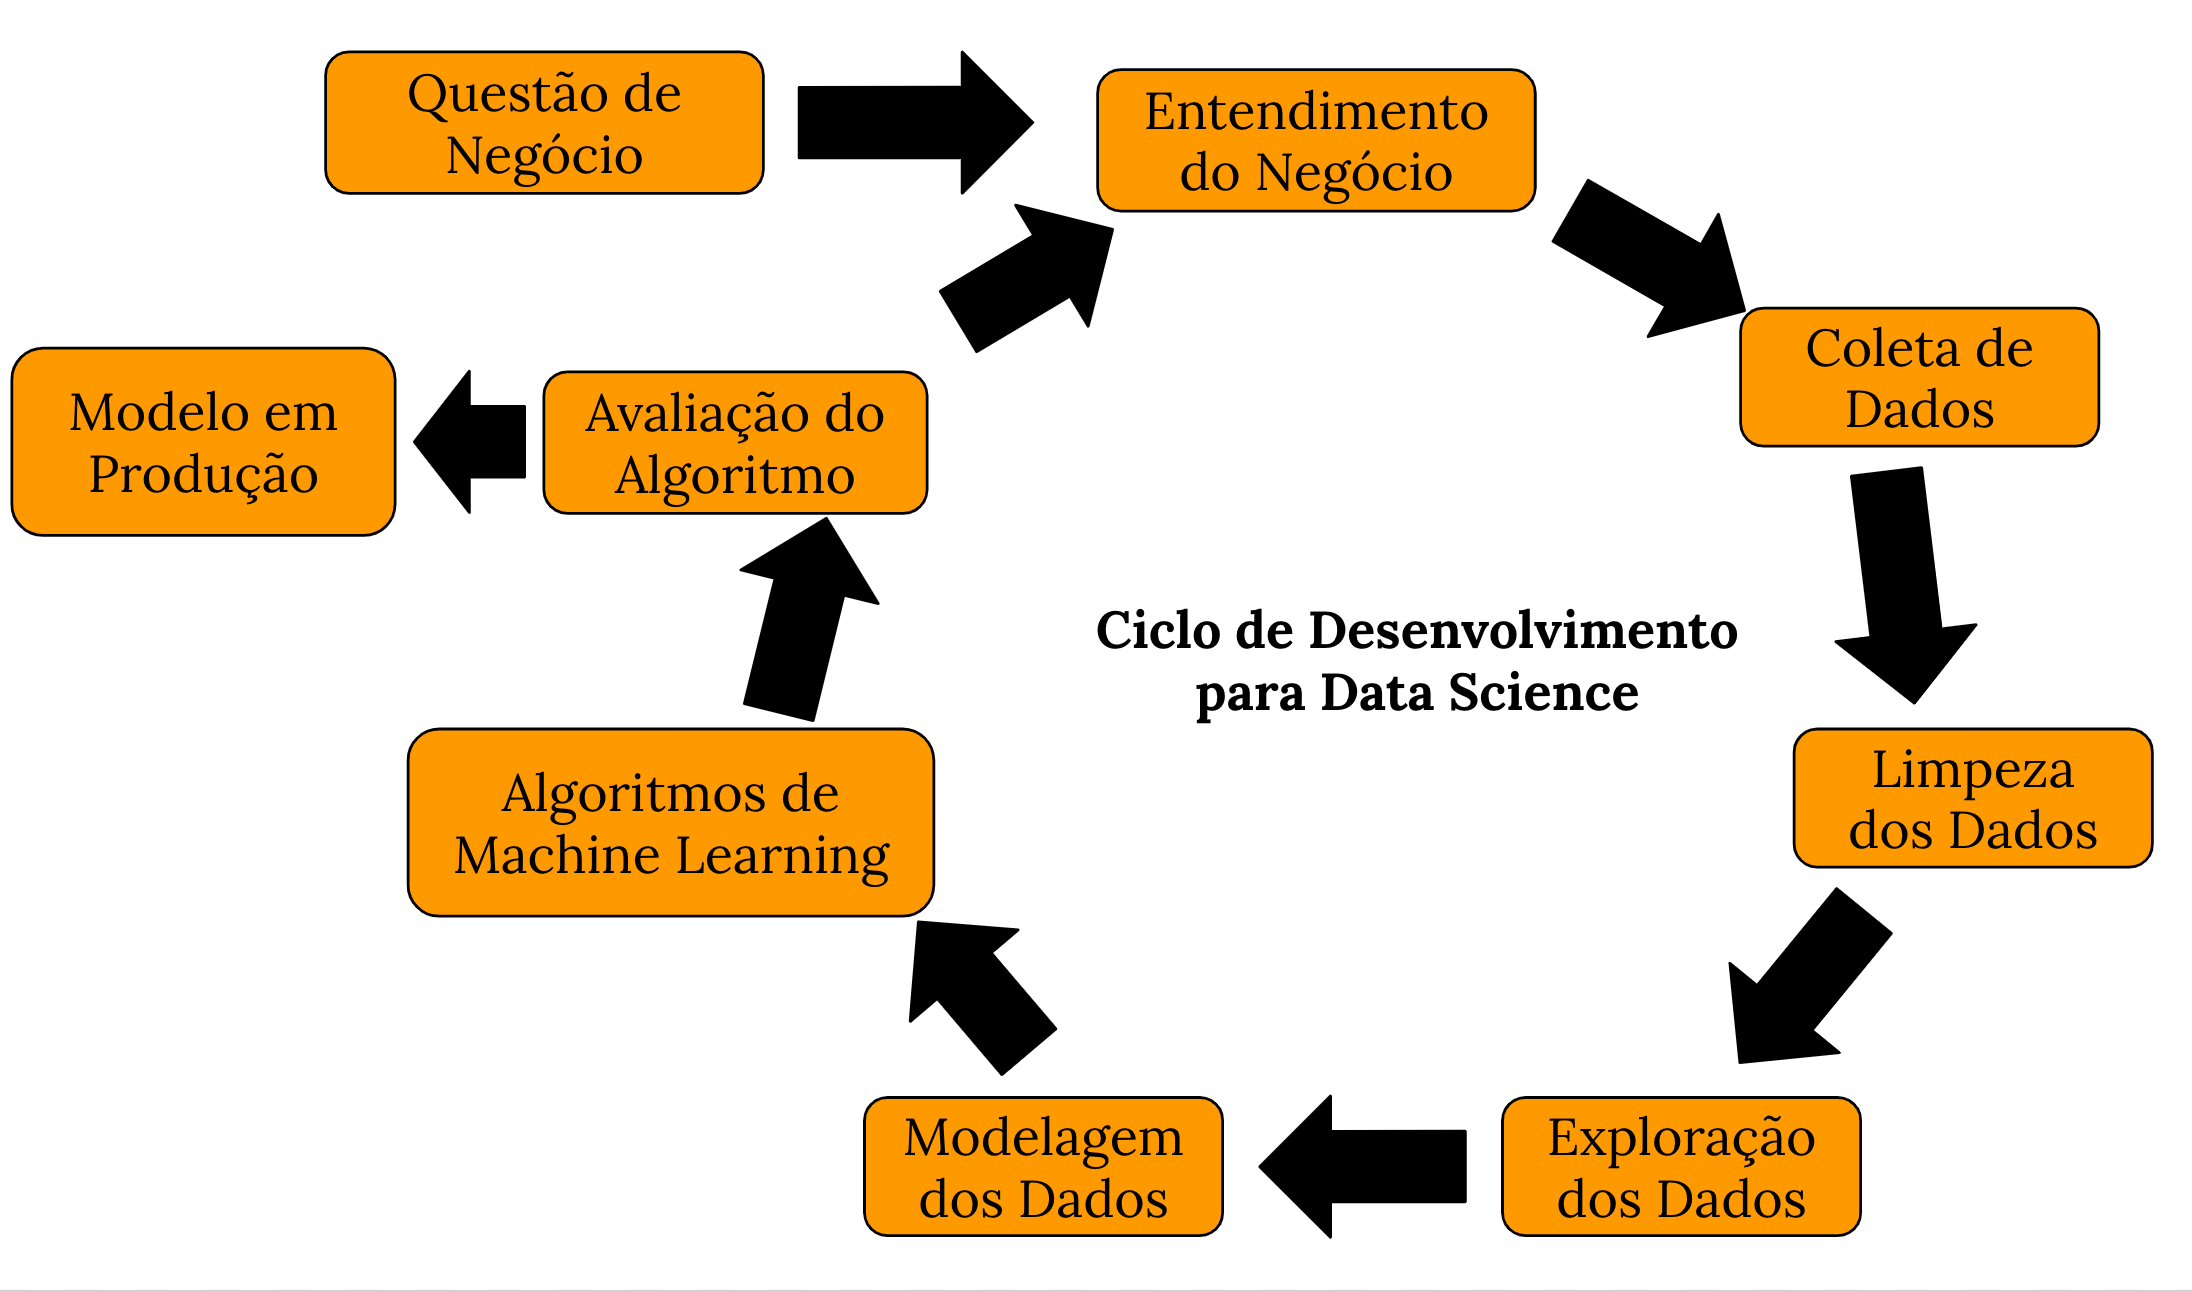 Questão de
Negócio
Entendimento
do Negócio
Coleta de
Dados
Modelo em
Produção
Avaliação do
Algoritmo
Ciclo de Desenvolvimento
para Data Science
Limpeza
dos Dados
Algoritmos de
Machine Learning
Modelagem
dos Dados
Exploração
dos Dados